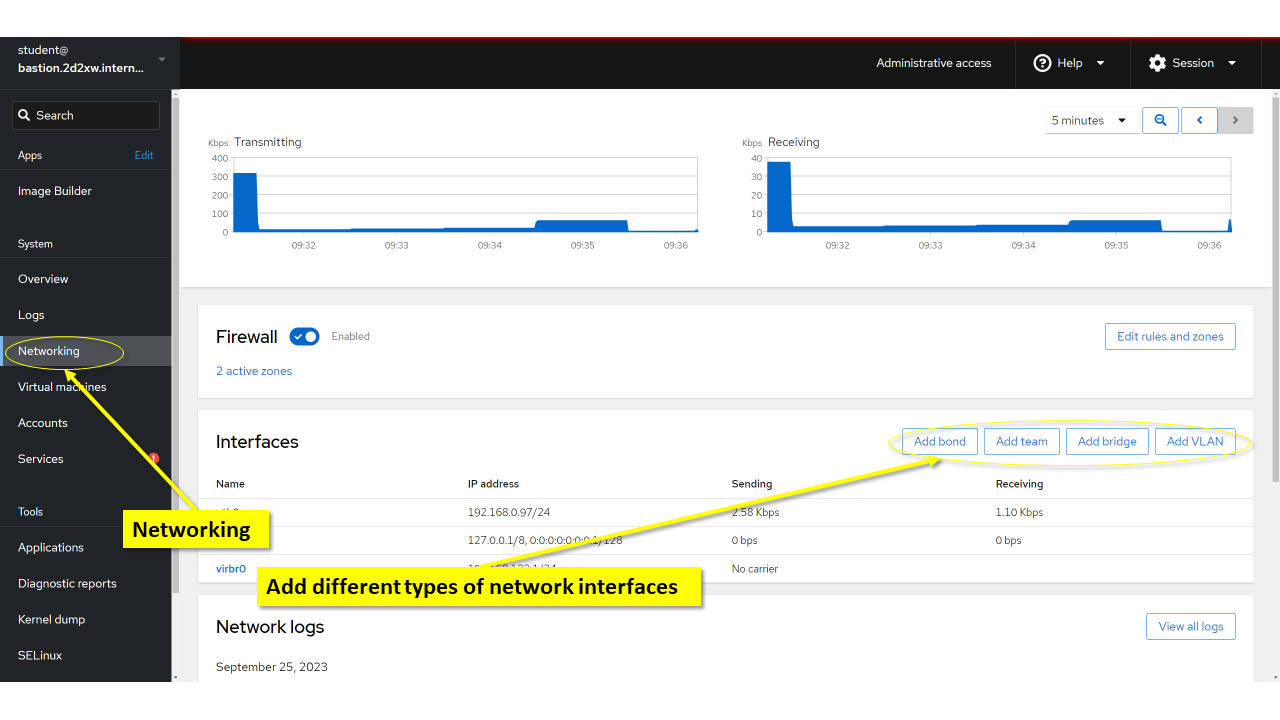 student@
bastion.2d2xw.intern...
Administrative access
Help
Session
Search
Apps
Edit
Image Builder
System
Overview
Logs
Networking
Virtual machines
Accounts
Services
Tools
Applications
Diagnostic reports
Kernel dump
SELinux
5 minutes
Kbps Transmitting
400
300
200
100
0
09:32 09:33 09:34 09:35 09:36
Kbps Receiving
40
30
20
10
0
09:32 09:33 09:34 09:35 09:36
Firewall
Enabled
Edit rules and zones
2 active zones
Interfaces
Add bond
Add team
Add bridge
Add VLAN
Name IP address Sending Receiving
192.168.0.97/24 2.58 Kbps 1.10 Kbps
127.0.0.1/8, 0:0:0:0:0:0:0:1/128 0 bps 0 bps
virbr0 No carrier
Networking
Add different types of network interfaces
Network logs
View all logs
September 25, 2023